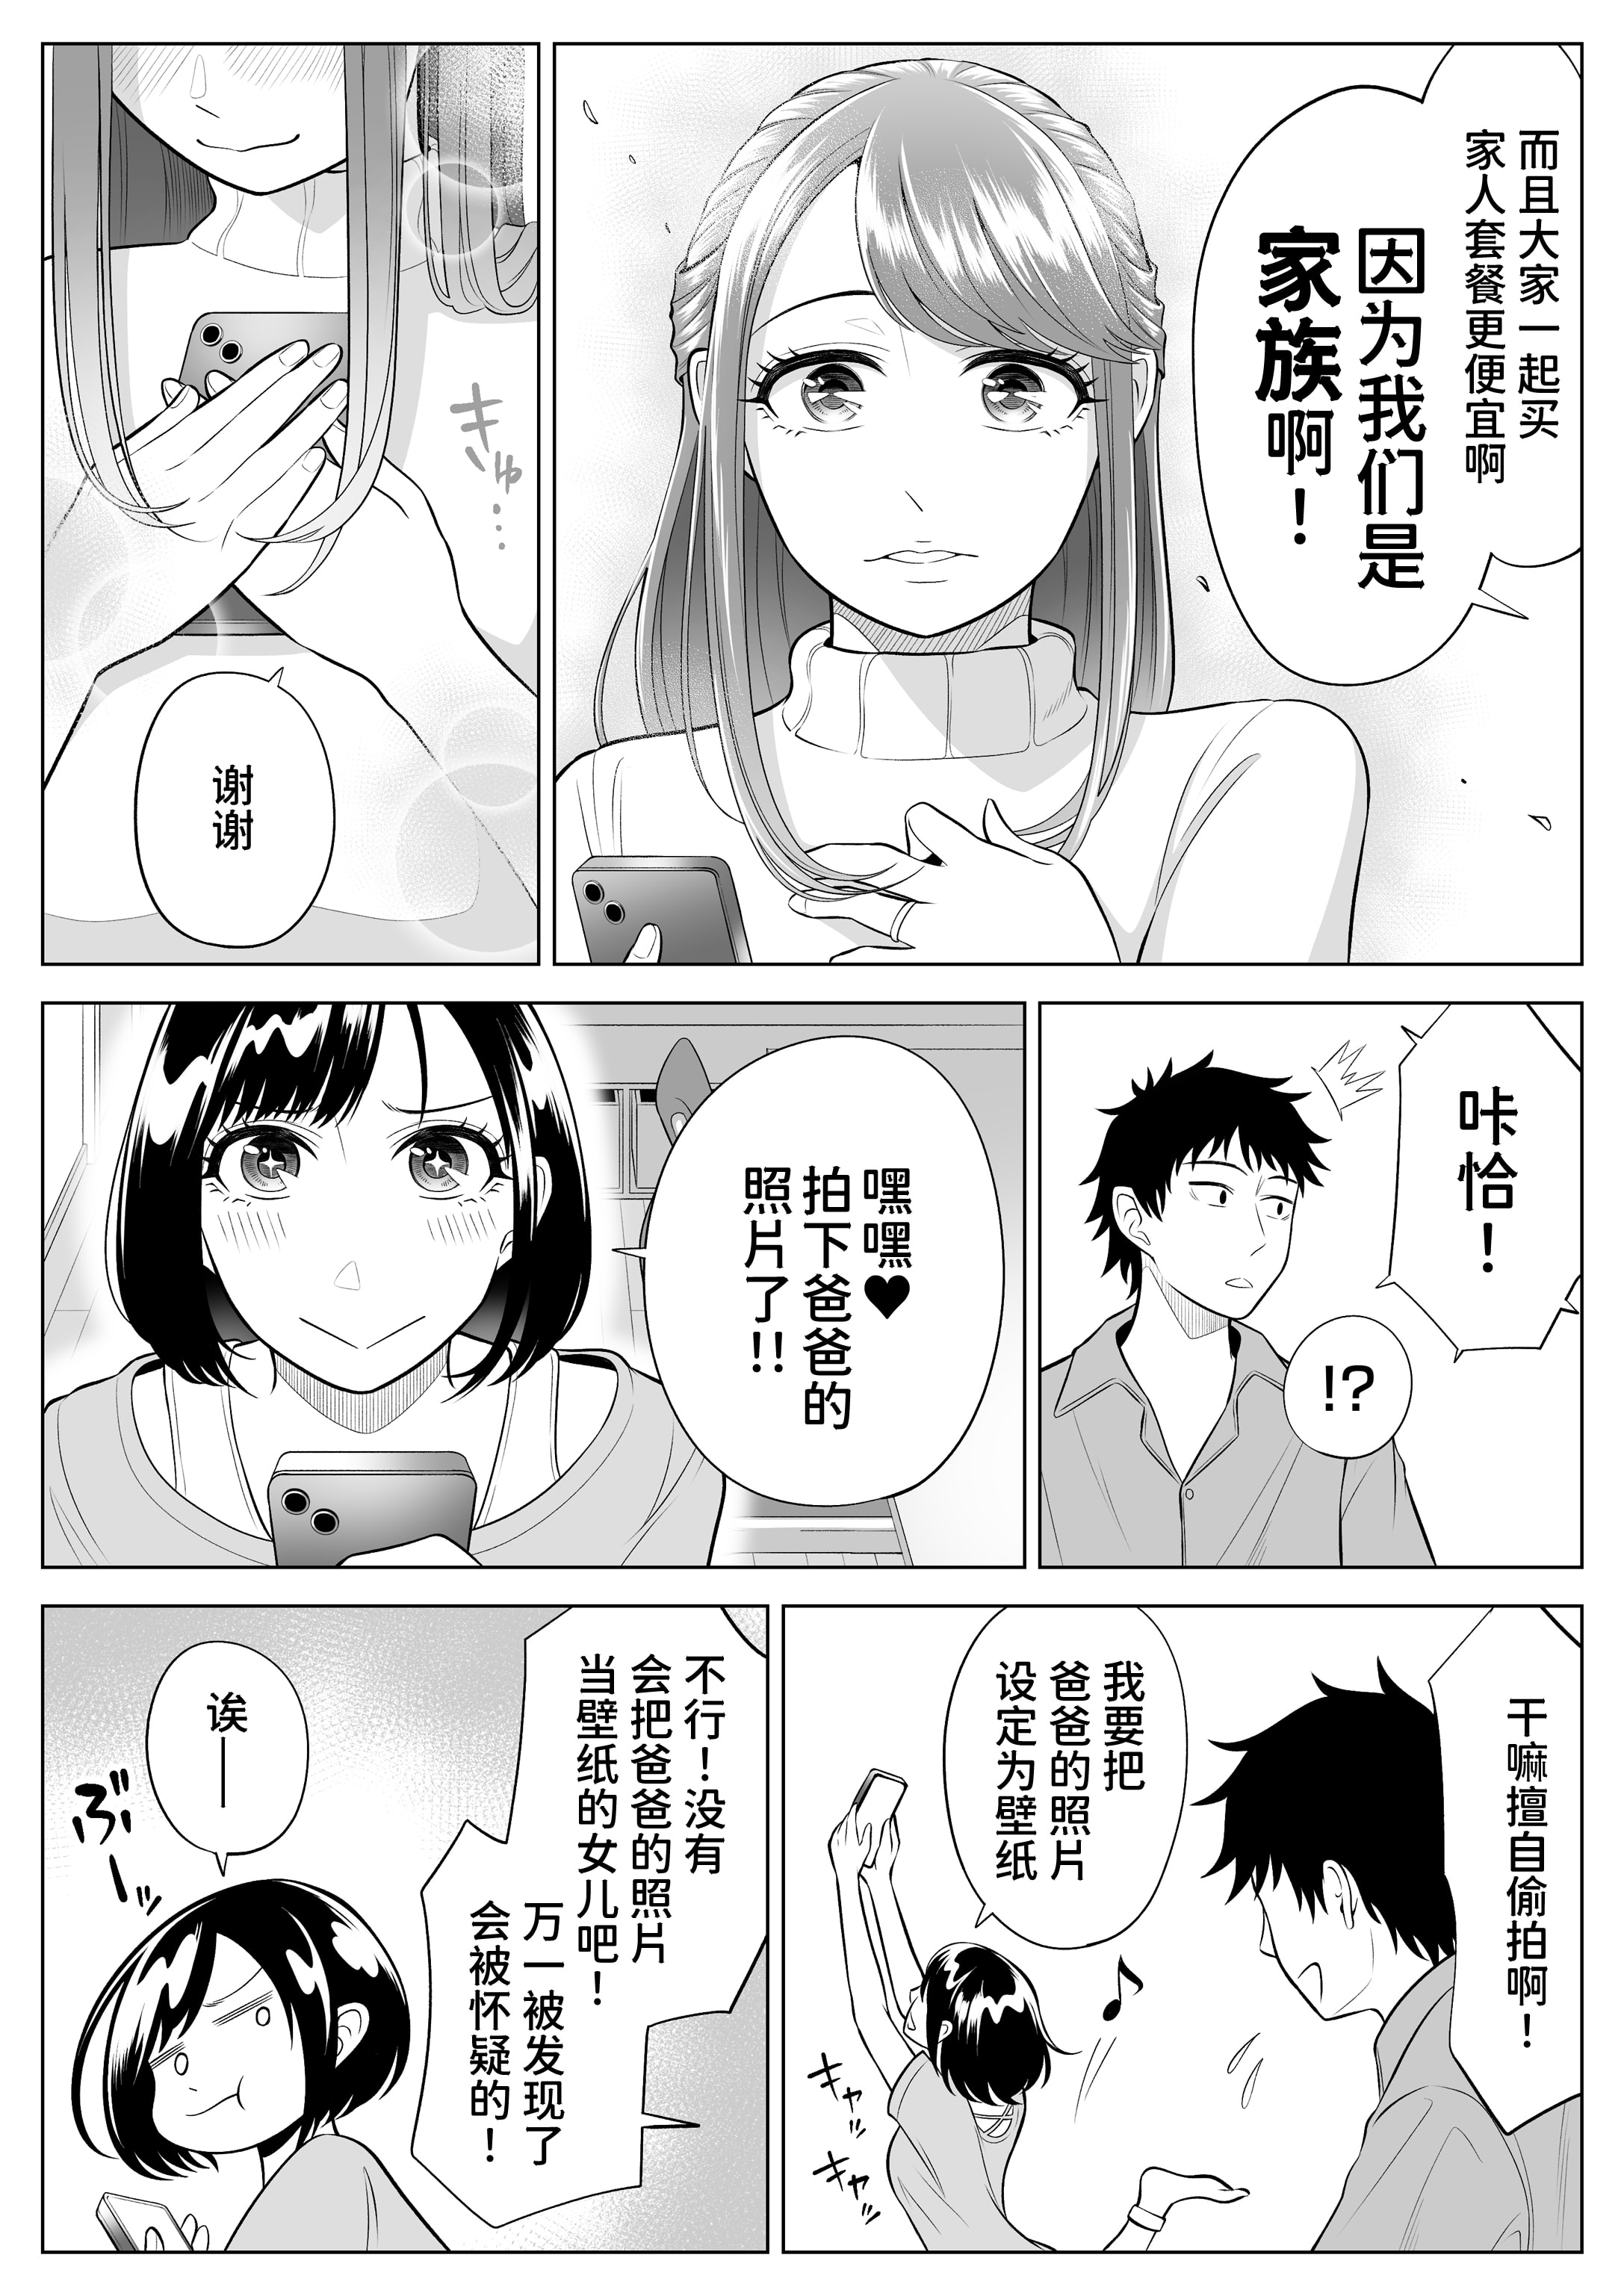 而且大家一起买
家人套餐更便宜啊
因为我们是
家族啊！
きゅ…
谢谢
咔恰！
!?
嘿嘿♥
拍下爸爸的
照片了!!
干嘛擅自偷拍啊！
我要把
爸爸的照片
设定为壁纸
♪
キャッ
キャッ
不行！没有
会把爸爸的照片
当壁纸的女儿吧！
万一被发现了
会被怀疑的！
诶——
ぶーッ